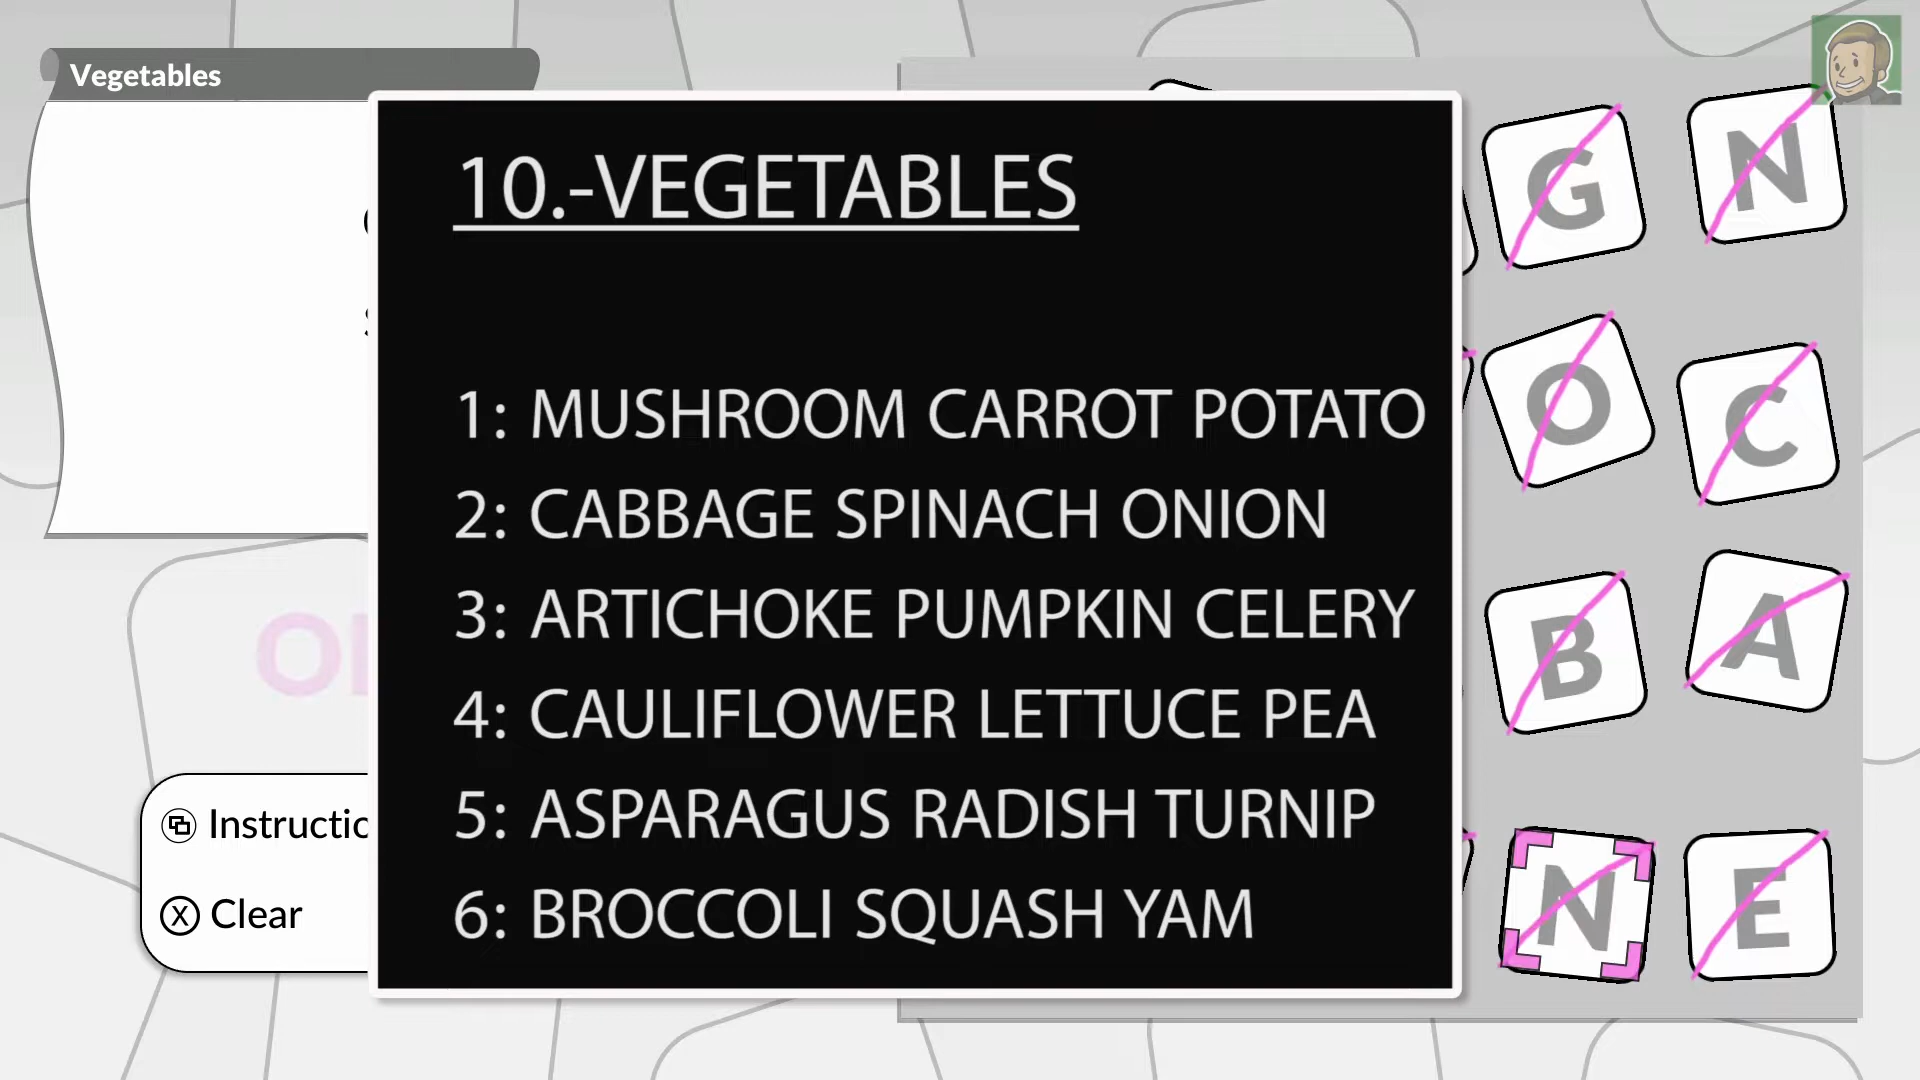 Vegetables
10.-VEGETABLES
1: MUSHROOM CARROT POTATO
2: CABBAGE SPINACH ONION
3: ARTICHOKE PUMPKIN CELERY
4: CAULIFLOWER LETTUCE PEA
5: ASPARAGUS RADISH TURNIP
6: BROCCOLI SQUASH YAM
X Clear
G N
O C
B A
N E